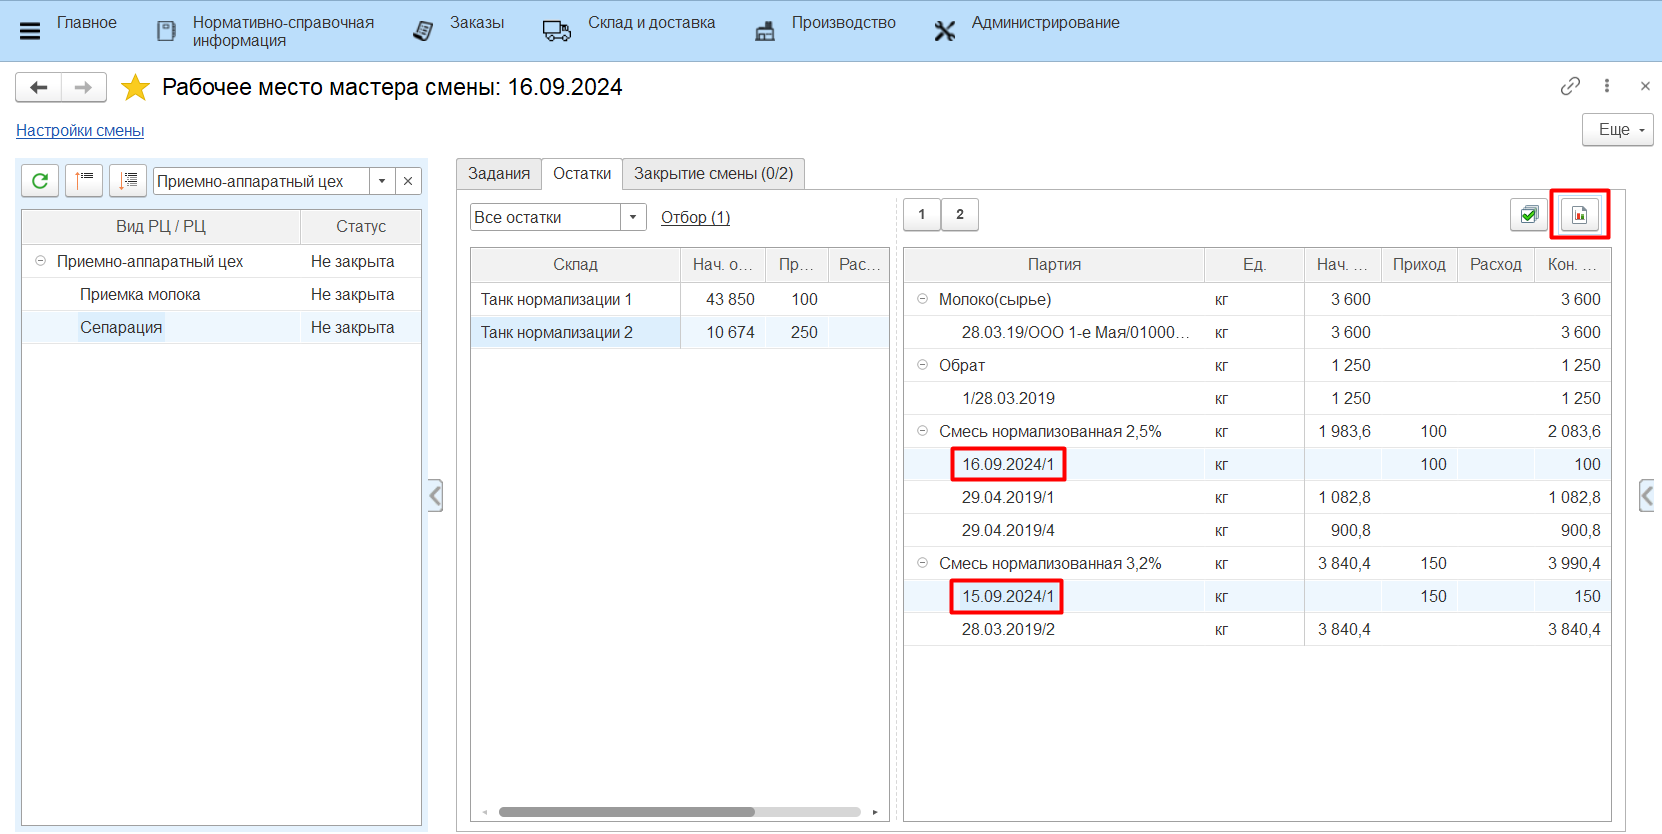 Главное
Нормативно-справочная
информация
Заказы
Склад и доставка
Производство
Администрирование
Рабочее место мастера смены: 16.09.2024
Настройки смены
Еще
Приемно-аппаратный цех
Вид РЦ / РЦ Статус
Приемно-аппаратный цех Не закрыта
Приемка молока Не закрыта
Сепарация Не закрыта
Задания Остатки Закрытие смены (0/2)
Все остатки Отбор (1)
Склад Нач. о... Пр... Рас...
Танк нормализации 1 43 850 100
Танк нормализации 2 10 674 250
1 2
Партия Ед. Нач. ... Приход Расход Кон. ...
Молоко(сырье) кг 3 600 3 600
28.03.19/ООО 1-е Мая/01000... кг 3 600 3 600
Обрат кг 1 250 1 250
1/28.03.2019 кг 1 250 1 250
Смесь нормализованная 2,5% кг 1 983,6 100 2 083,6
16.09.2024/1 кг 100 100
29.04.2019/1 кг 1 082,8 1 082,8
29.04.2019/4 кг 900,8 900,8
Смесь нормализованная 3,2% кг 3 840,4 150 3 990,4
15.09.2024/1 кг 150 150
28.03.2019/2 кг 3 840,4 3 840,4